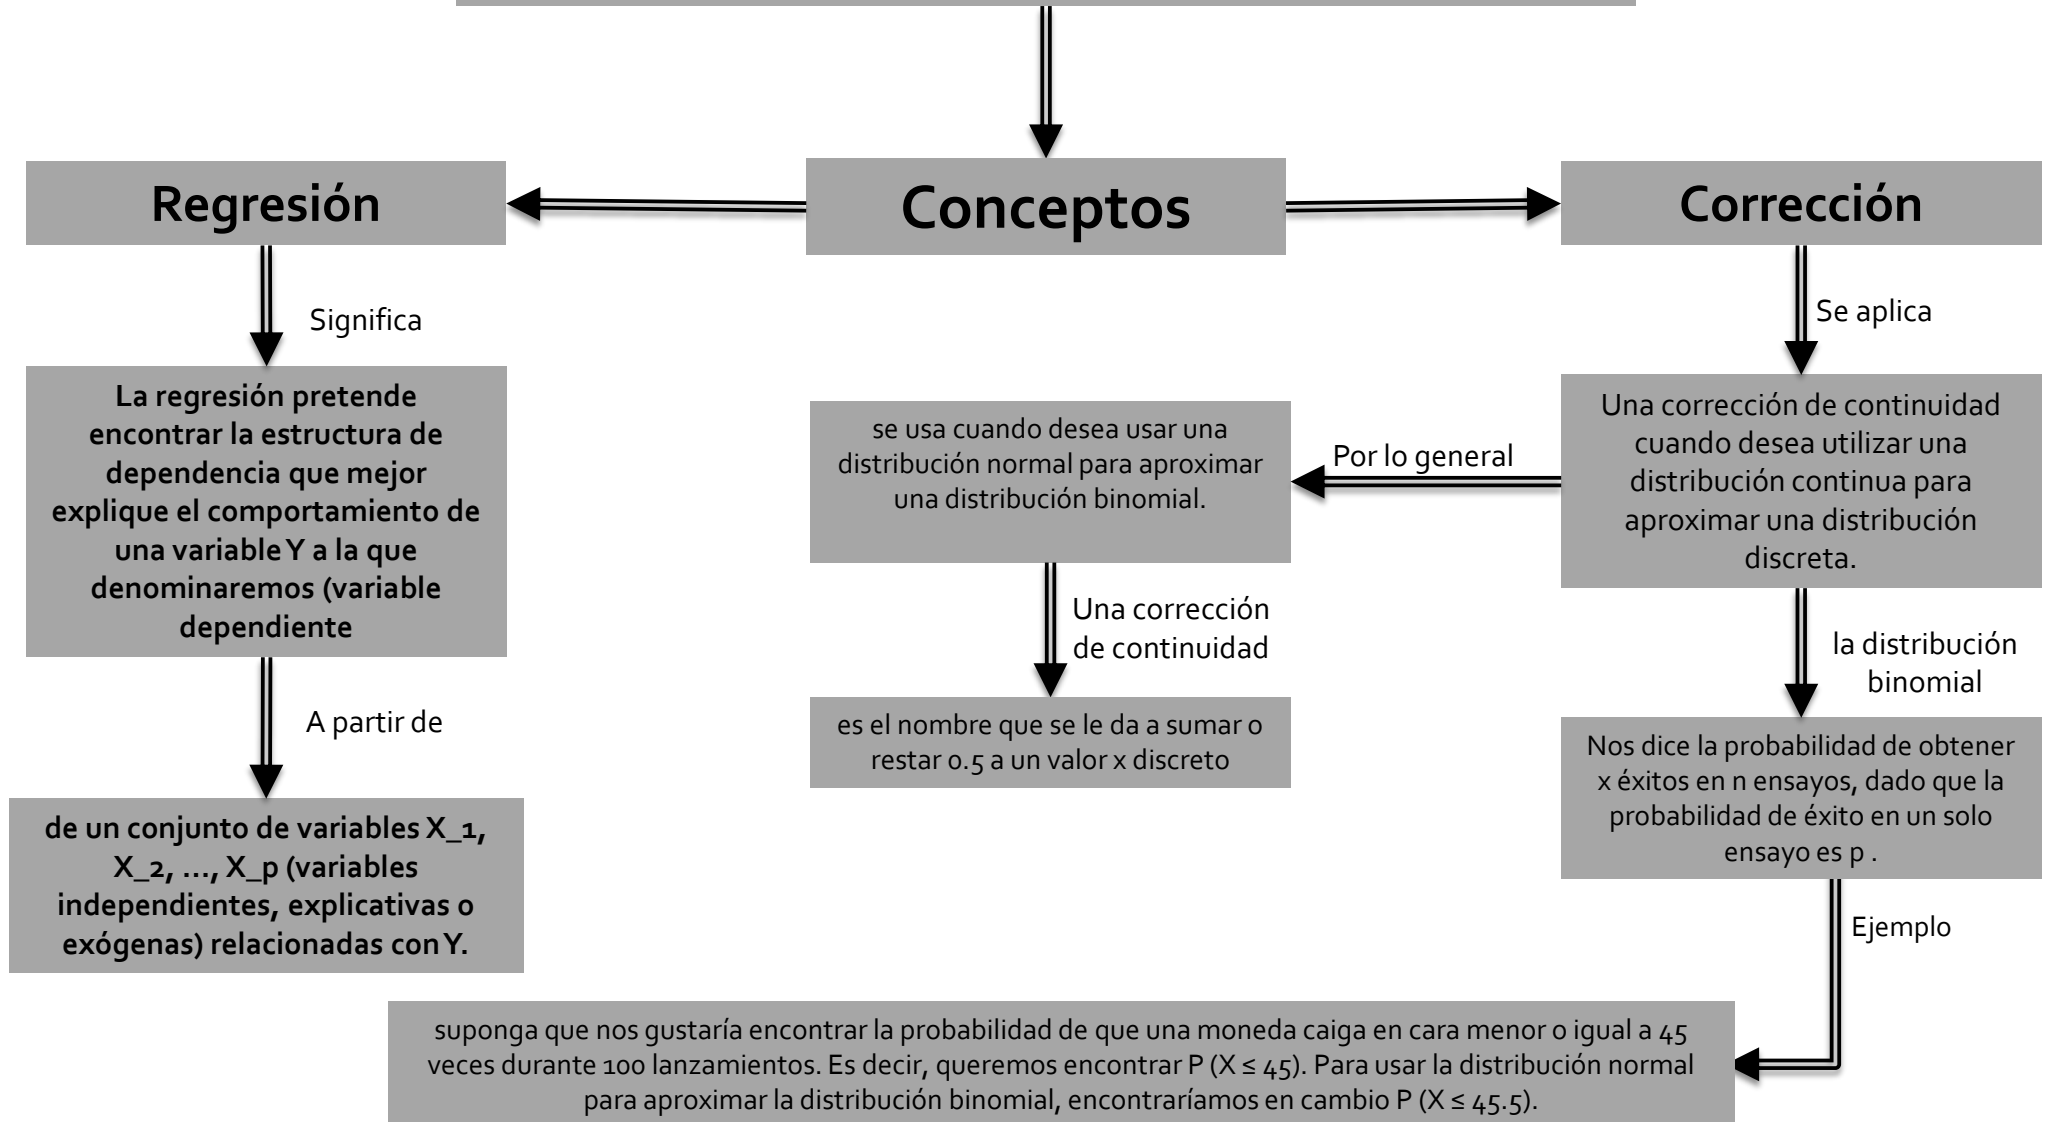 Regresión
Conceptos
Corrección
Significa
Se aplica
La regresión pretende
encontrar la estructura de
dependencia que mejor
explique el comportamiento de
una variable Y a la que
denominaremos (variable
dependiente
A partir de
de un conjunto de variables X_1,
X_2, ..., X_p (variables
independientes, explicativas o
exógenas) relacionadas con Y.
Una corrección de continuidad
cuando desea utilizar una
distribución continua para
aproximar una distribución
discreta.
Por lo general
se usa cuando desea usar una
distribución normal para aproximar
una distribución binomial.
Una corrección
de continuidad
es el nombre que se le da a sumar o
restar 0.5 a un valor x discreto
la distribución
binomial
Nos dice la probabilidad de obtener
x éxitos en n ensayos, dado que la
probabilidad de éxito en un solo
ensayo es p .
Ejemplo
suponga que nos gustaría encontrar la probabilidad de que una moneda caiga en cara menor o igual a 45
veces durante 100 lanzamientos. Es decir, queremos encontrar P (X ≤ 45). Para usar la distribución normal
para aproximar la distribución binomial, encontraríamos en cambio P (X ≤ 45.5).